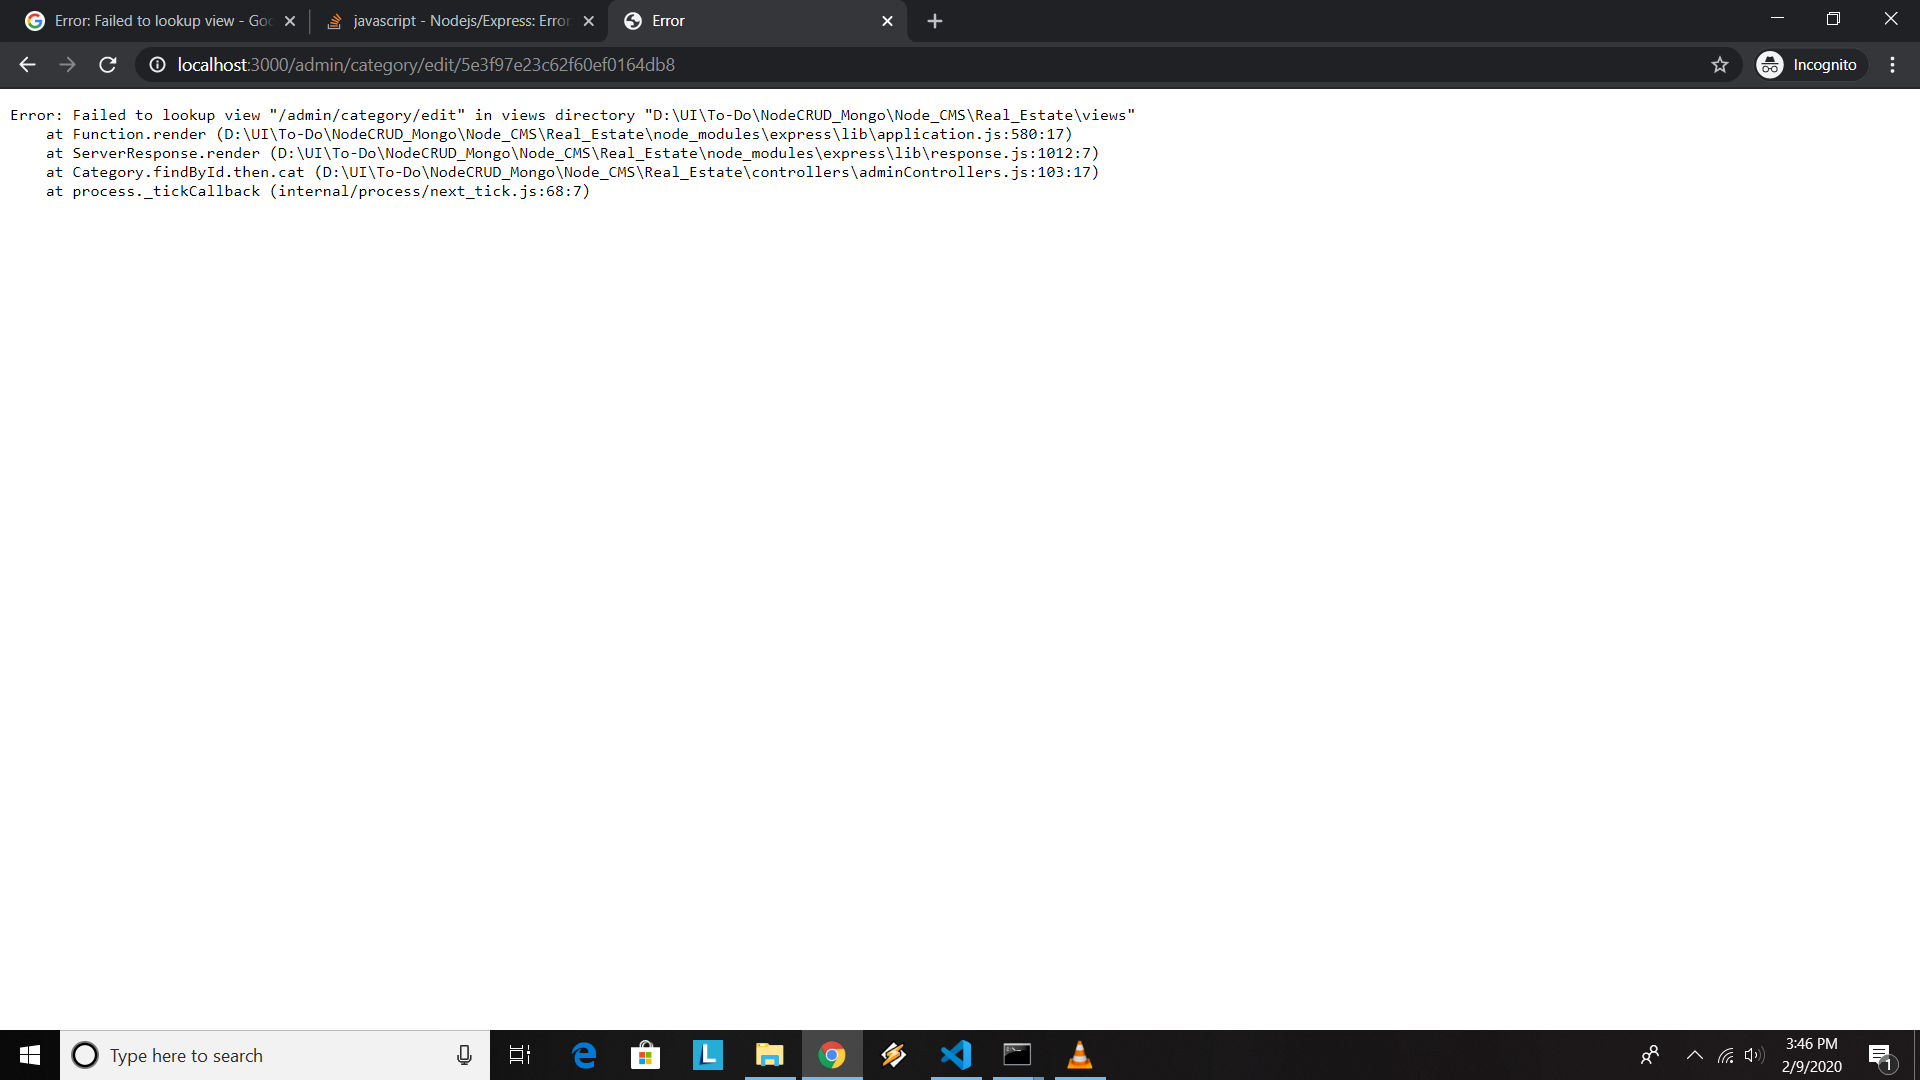 Error: Failed to lookup view - Goo
javascript - Nodejs/Express: Error
Error
localhost:3000/admin/category/edit/5e3f97e23c62f60ef0164db8
Incognito
Error: Failed to lookup view "/admin/category/edit" in views directory "D:\UI\To-Do\NodeCRUD_Mongo\Node_CMS\Real_Estate\views"
at Function.render (D:\UI\To-Do\NodeCRUD_Mongo\Node_CMS\Real_Estate\node_modules\express\lib\application.js:580:17)
at ServerResponse.render (D:\UI\To-Do\NodeCRUD_Mongo\Node_CMS\Real_Estate\node_modules\express\lib\response.js:1012:7)
at Category.findById.then.cat (D:\UI\To-Do\NodeCRUD_Mongo\Node_CMS\Real_Estate\controllers\adminControllers.js:103:17)
at process._tickCallback (internal/process/next_tick.js:68:7)
Type here to search
L
3:46 PM
2/9/2020
1